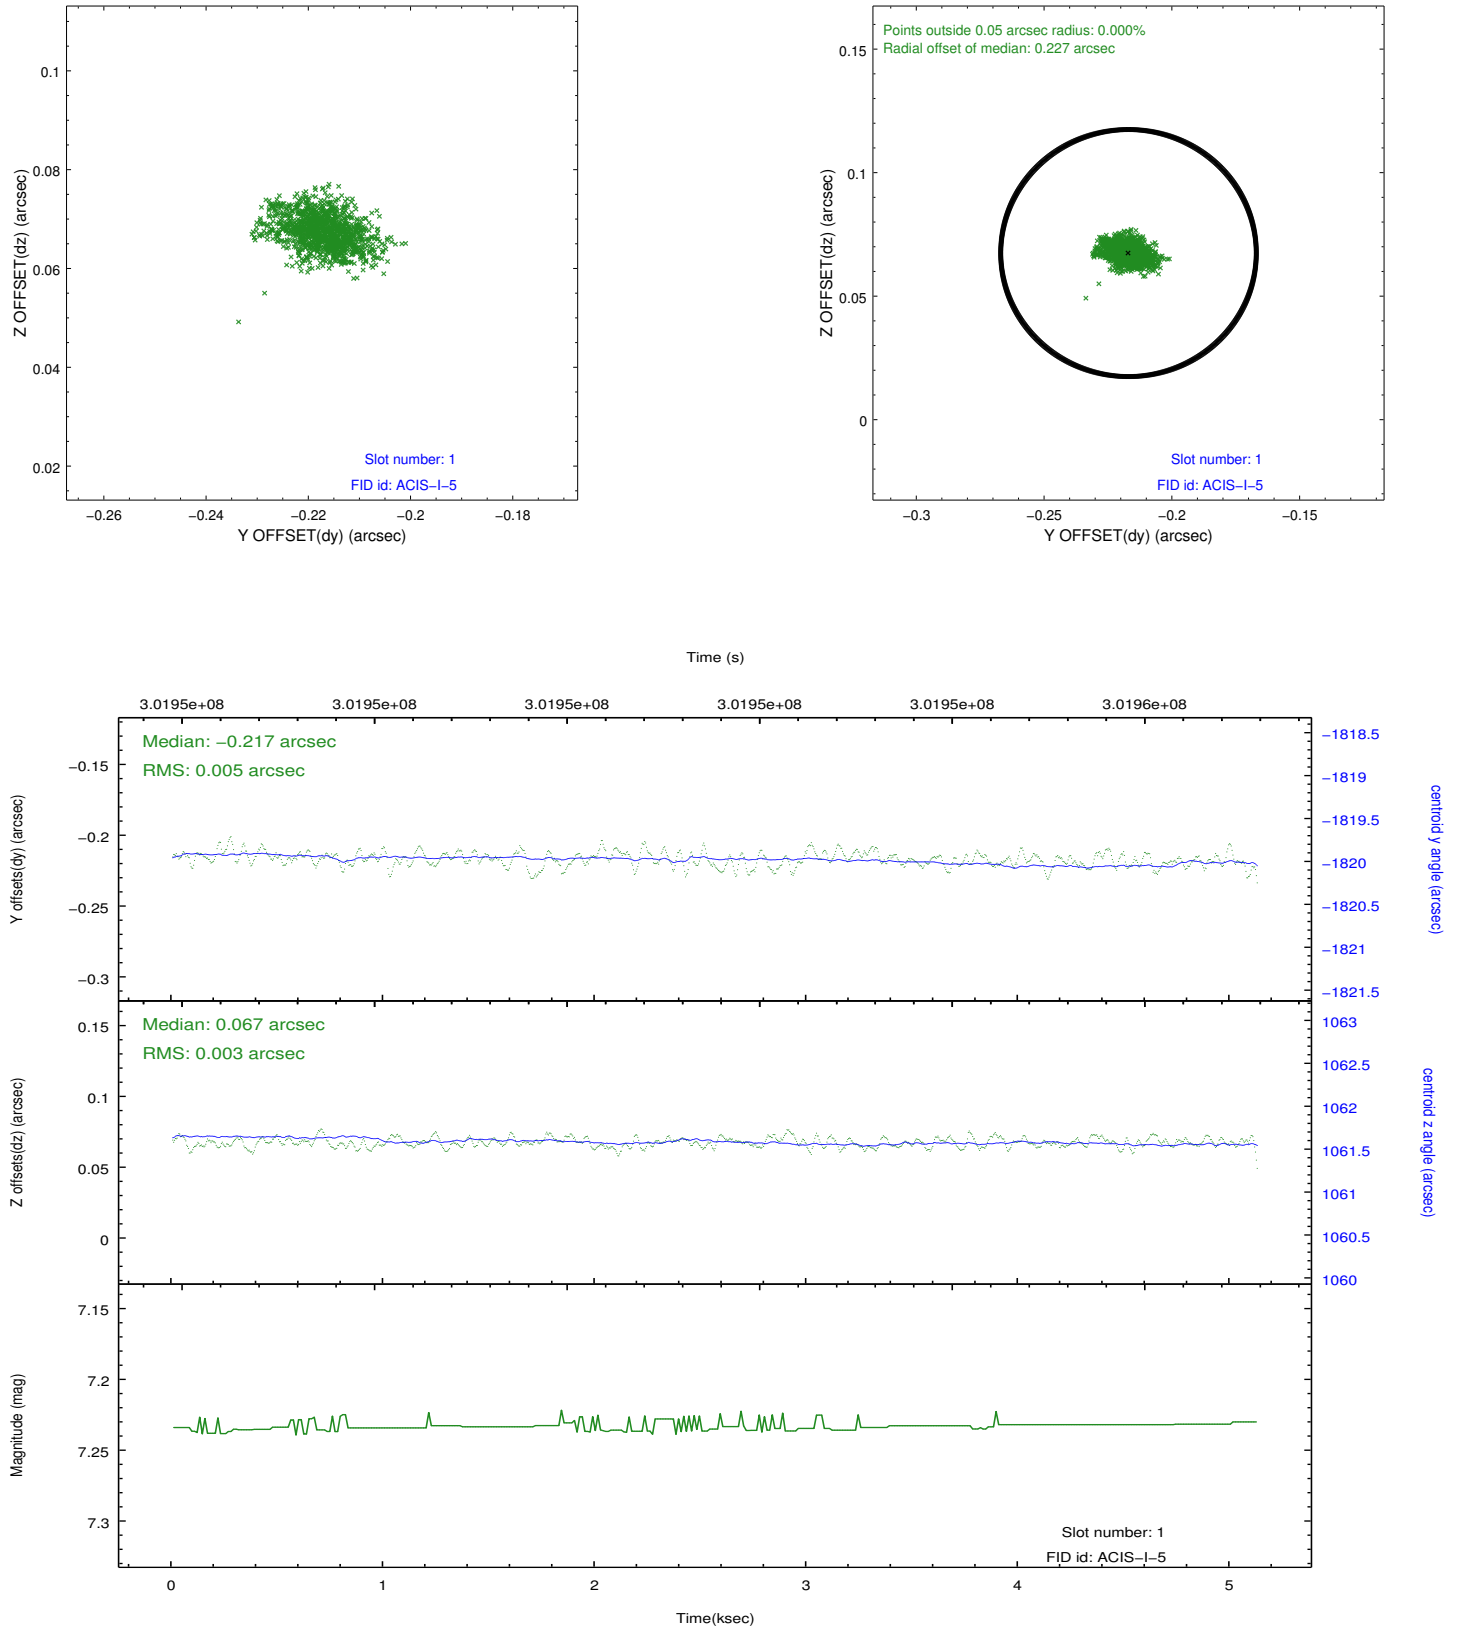 0.1
0.08
0.06
0.04
0.02
Z OFFSET(dz) (arcsec)
Slot number: 1
FID id: ACIS−I−5
−0.26
−0.24
−0.22
−0.2
−0.18
Y OFFSET(dy) (arcsec)
Points outside 0.05 arcsec radius: 0.000%
Radial offset of median: 0.227 arcsec
0.15
0.1
0.05
0
Z OFFSET(dz) (arcsec)
Slot number: 1
FID id: ACIS−I−5
−0.3
−0.25
−0.2
−0.15
Y OFFSET(dy) (arcsec)
Time (s)
3.0195e+08
3.0195e+08
3.0195e+08
3.0195e+08
3.0195e+08
3.0196e+08
Median: −0.217 arcsec
RMS: 0.005 arcsec
−0.15
−0.2
−0.25
−0.3
Y offsets(dy) (arcsec)
−1818.5
−1819
−1819.5
−1820
−1820.5
−1821
−1821.5
centroid y angle (arcsec)
Median: 0.067 arcsec
RMS: 0.003 arcsec
0.15
0.1
0.05
0
Z offsets(dz) (arcsec)
1063
1062.5
1062
1061.5
1061
1060.5
1060
centroid z angle (arcsec)
7.15
7.2
7.25
7.3
Magnitude (mag)
Slot number: 1
FID id: ACIS−I−5
0
1
2
3
4
5
Time(ksec)